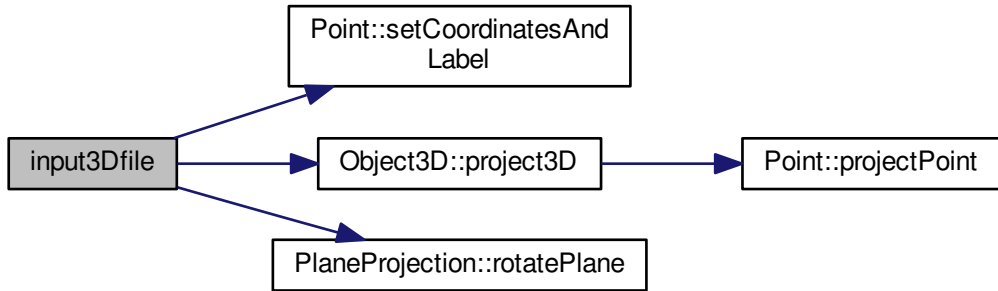 Point::setCoordinatesAnd
Label
input3Dfile
Object3D::project3D
Point::projectPoint
PlaneProjection::rotatePlane